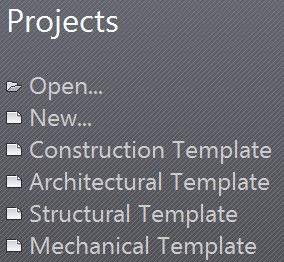 Projects
Open...
New...
Construction Template
Architectural Template
Structural Template
Mechanical Template